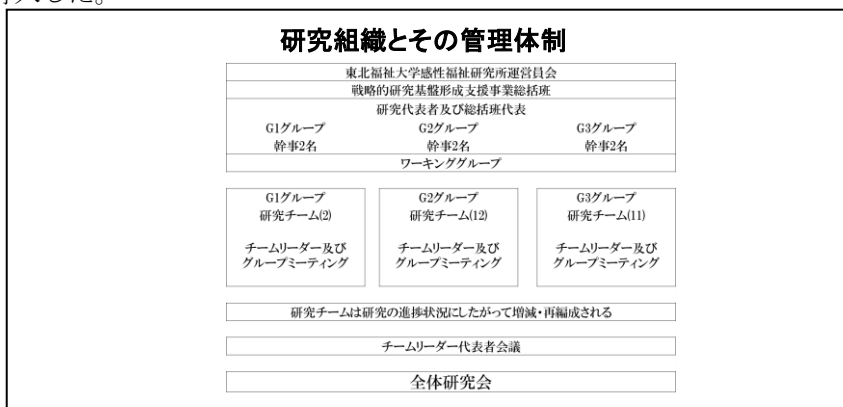 した。
研究組織とその管理体制
東北福祉大学感性福祉研究所運営員会
戦略的研究基盤形成支援事業総括班
研究代表者及び総括班代表
G1グループ G2グループ G3グループ
幹事2名 幹事2名 幹事2名
ワーキンググループ
G1グループ G2グループ G3グループ
研究チーム(2) 研究チーム(12) 研究チーム(11)
チームリーダー及び チームリーダー及び チームリーダー及び
グループミーティング グループミーティング グループミーティング
研究チームは研究の進捗状況にしたがって増減・再編成される
チームリーダー代表者会議
全体研究会